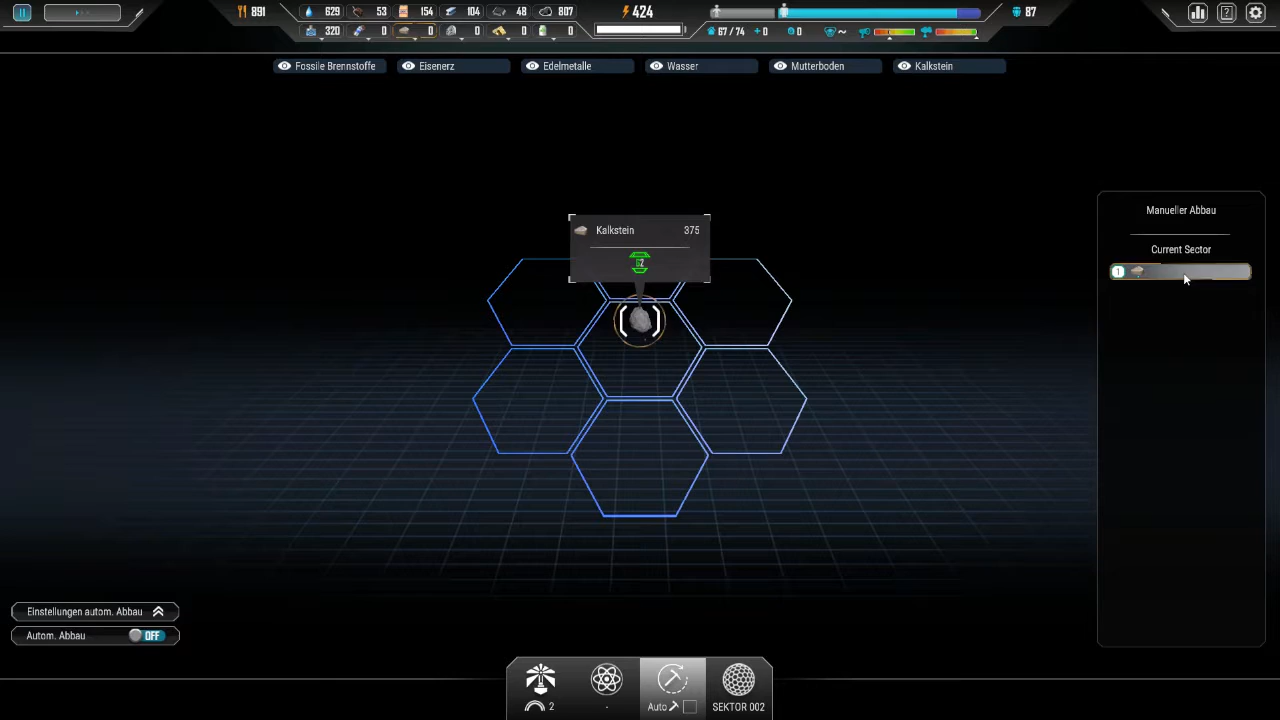 891 629 53 154 104 48 807 424 87
320 0 0 0 0 0 67 / 74 +0 0 ~
Fossile Brennstoffe Eisenerz Edelmetalle Wasser Mutterboden Kalkstein
Kalkstein 375
Manueller Abbau
Current Sector
1
Einstellungen autom. Abbau
Autom. Abbau OFF
2 - Auto SEKTOR 002